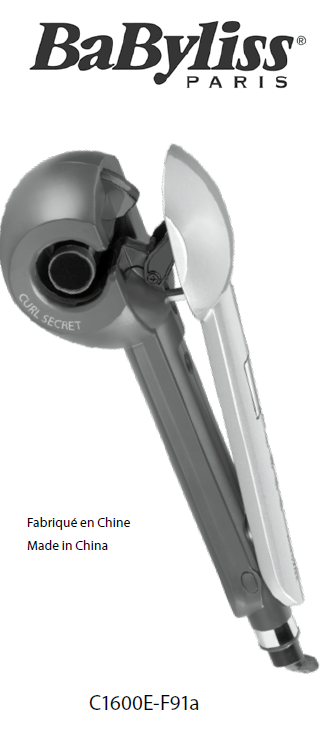 BaByliss®
PARIS
CURL SECRET
Fabriqué en Chine
Made in China
C1600E-F91a